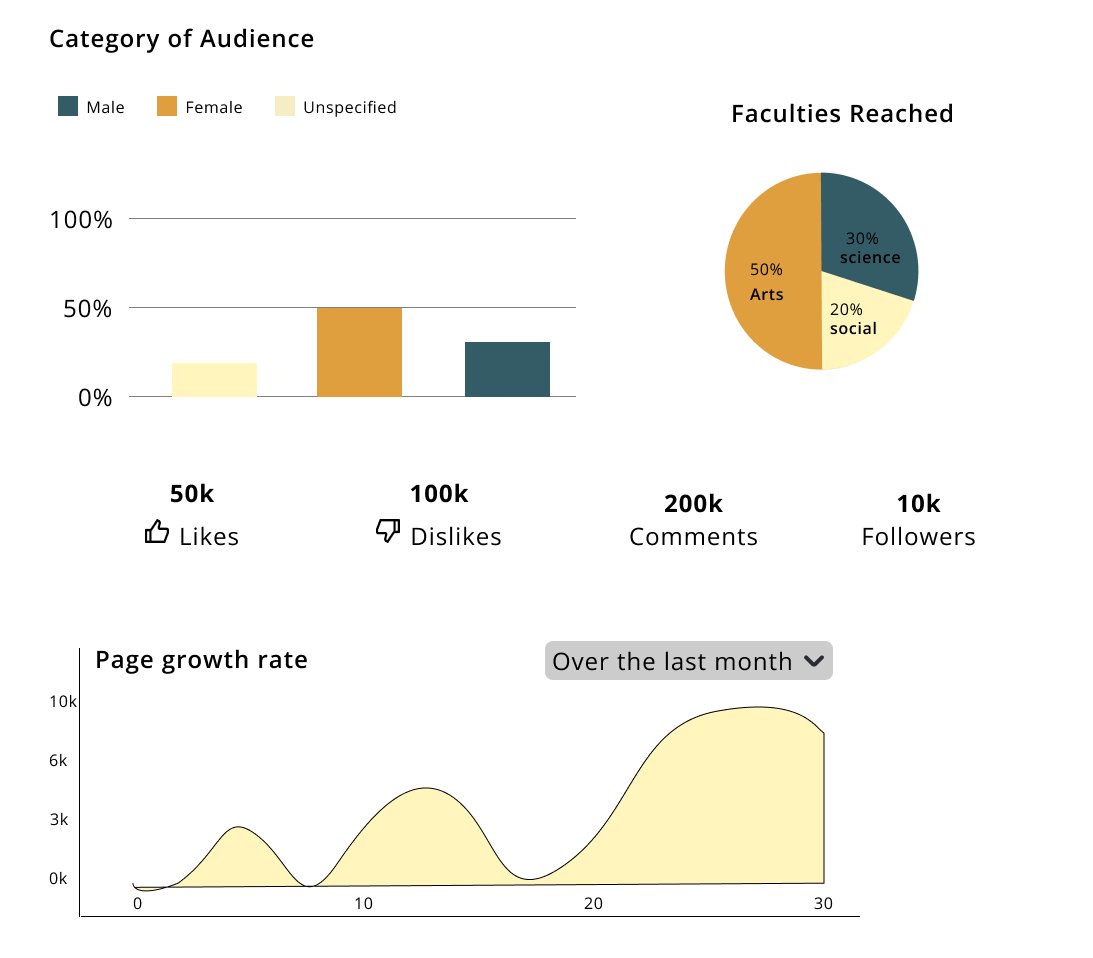 Category of Audience
Male Female Unspecified
Faculties Reached
100%
50%
0%
30%
science
50%
Arts
20%
social
50k
Likes
100k
Dislikes
200k
Comments
10k
Followers
Page growth rate
Over the last month
10k
6k
3k
0k
0 10 20 30